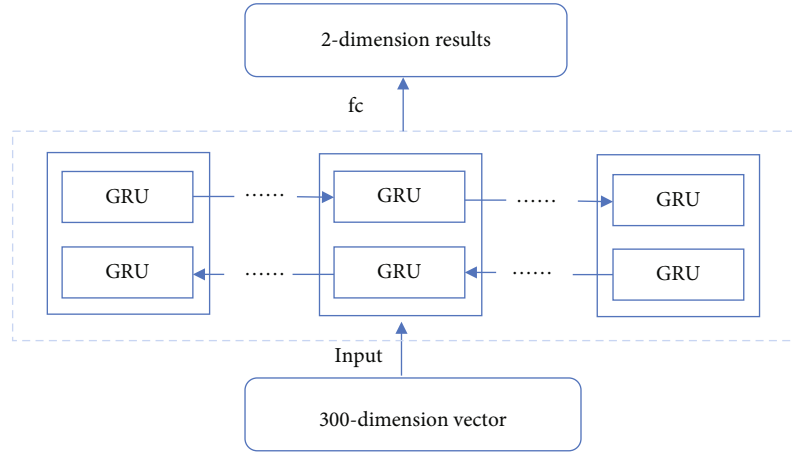 2-dimension results
fc
GRU ...... GRU ...... GRU
GRU ...... GRU ...... GRU
Input
300-dimension vector